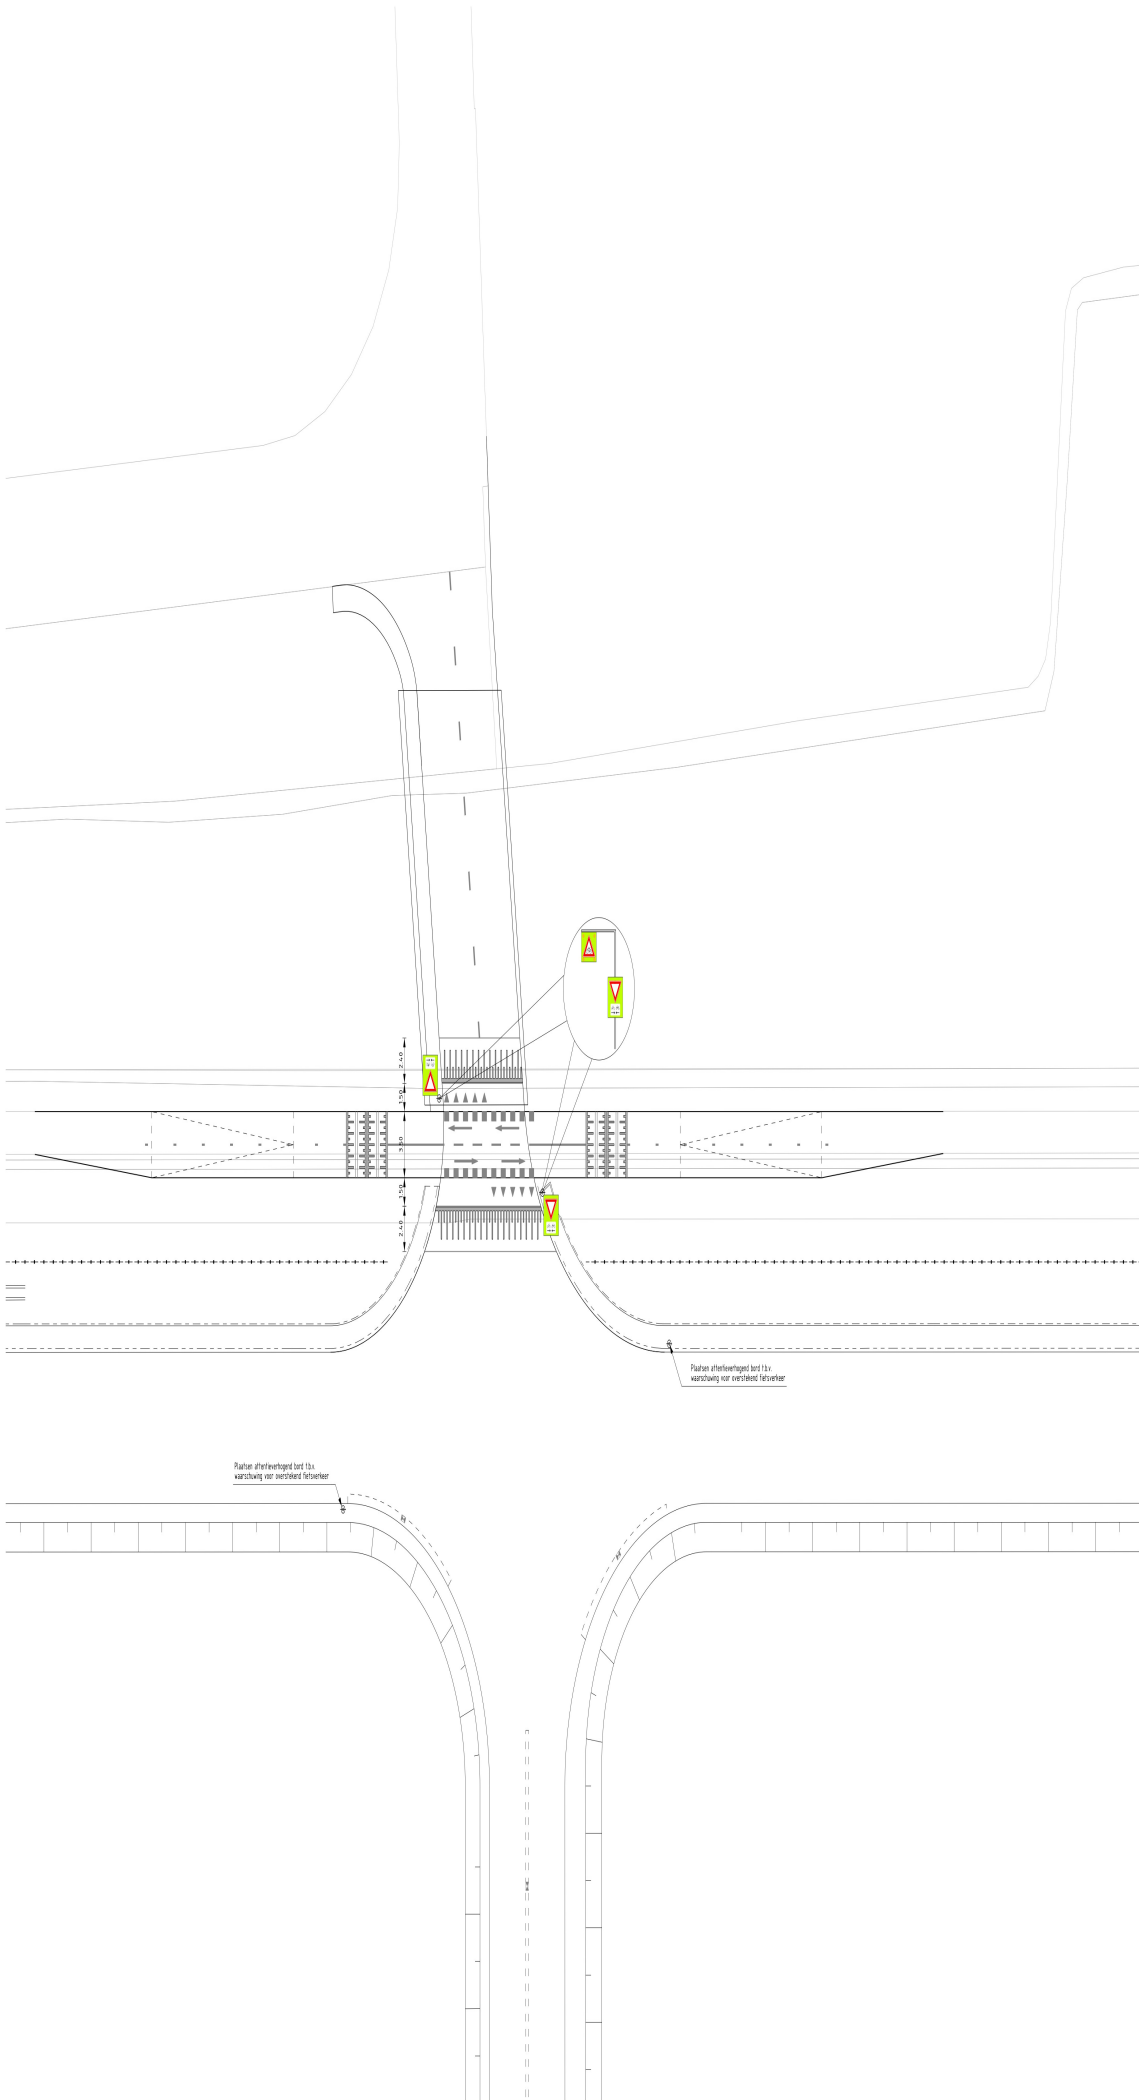 2.40
1.50
3.50
1.50
2.40
Plaatsen attentieverhogend bord t.b.v.
waarschuwing voor overstekend fietsverkeer
Plaatsen attentieverhogend bord t.b.v.
waarschuwing voor overstekend fietsverkeer